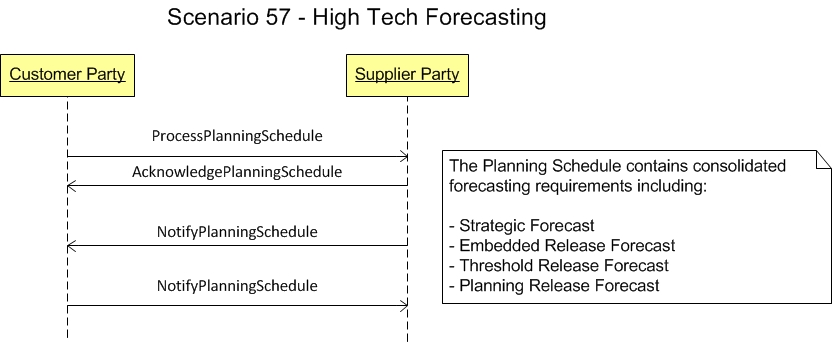 Scenario 57 - High Tech Forecasting
Customer Party
Supplier Party
ProcessPlanningSchedule
AcknowledgePlanningSchedule
NotifyPlanningSchedule
NotifyPlanningSchedule
The Planning Schedule contains consolidated
forecasting requirements including:
- Strategic Forecast
- Embedded Release Forecast
- Threshold Release Forecast
- Planning Release Forecast